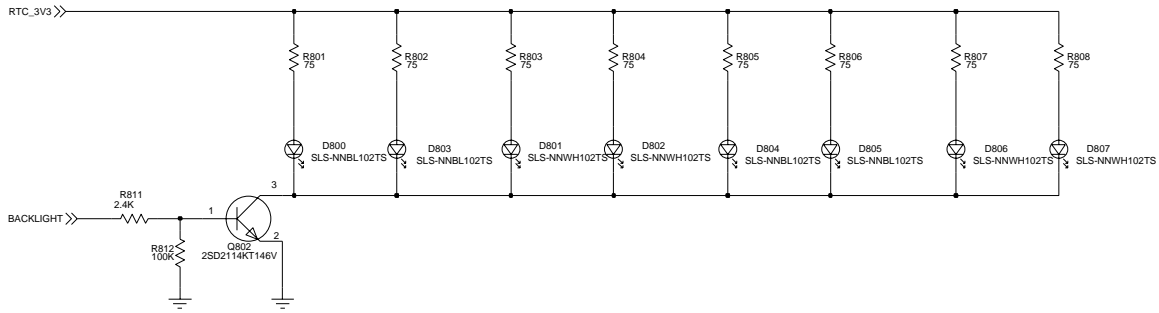 RTC_3V3
R801
75
R802
75
R803
75
R804
75
R805
75
R806
75
R807
75
R808
75
D800
SLS-NNBL102TS
D803
SLS-NNBL102TS
D801
SLS-NNWH102TS
D802
SLS-NNWH102TS
D804
SLS-NNBL102TS
D805
SLS-NNBL102TS
D806
SLS-NNWH102TS
D807
SLS-NNWH102TS
BACKLIGHT
R811
2.4K
R812
100K
1
3
2
Q802
2SD2114KT146V